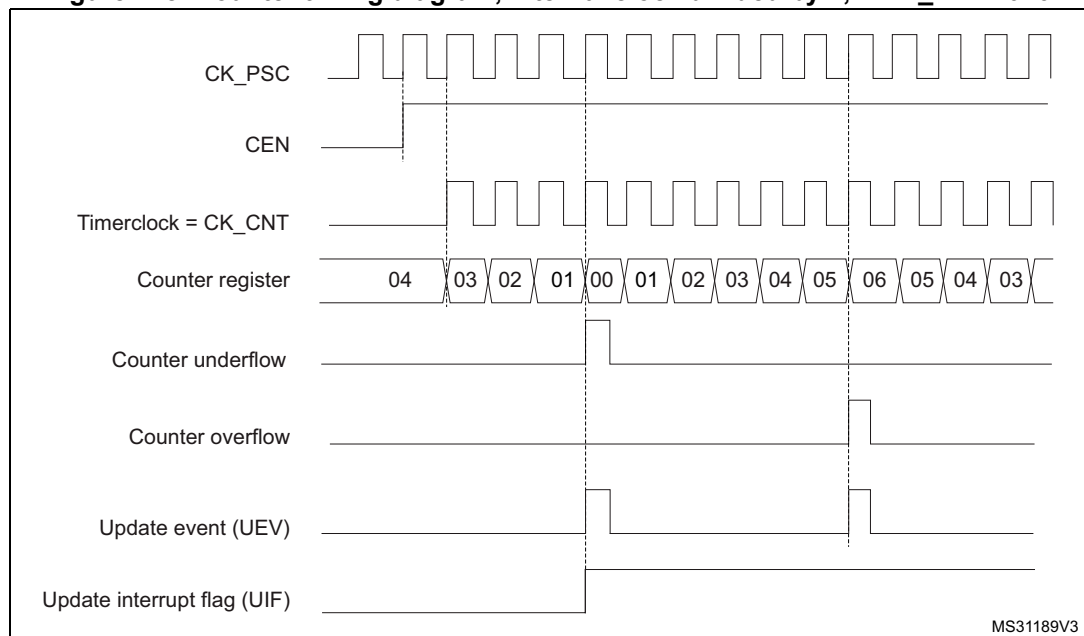 CK_PSC
CEN
Timerclock = CK_CNT
Counter register 04 03 02 01 00 01 02 03 04 05 06 05 04 03
Counter underflow
Counter overflow
Update event (UEV)
Update interrupt flag (UIF)
MS31189V3